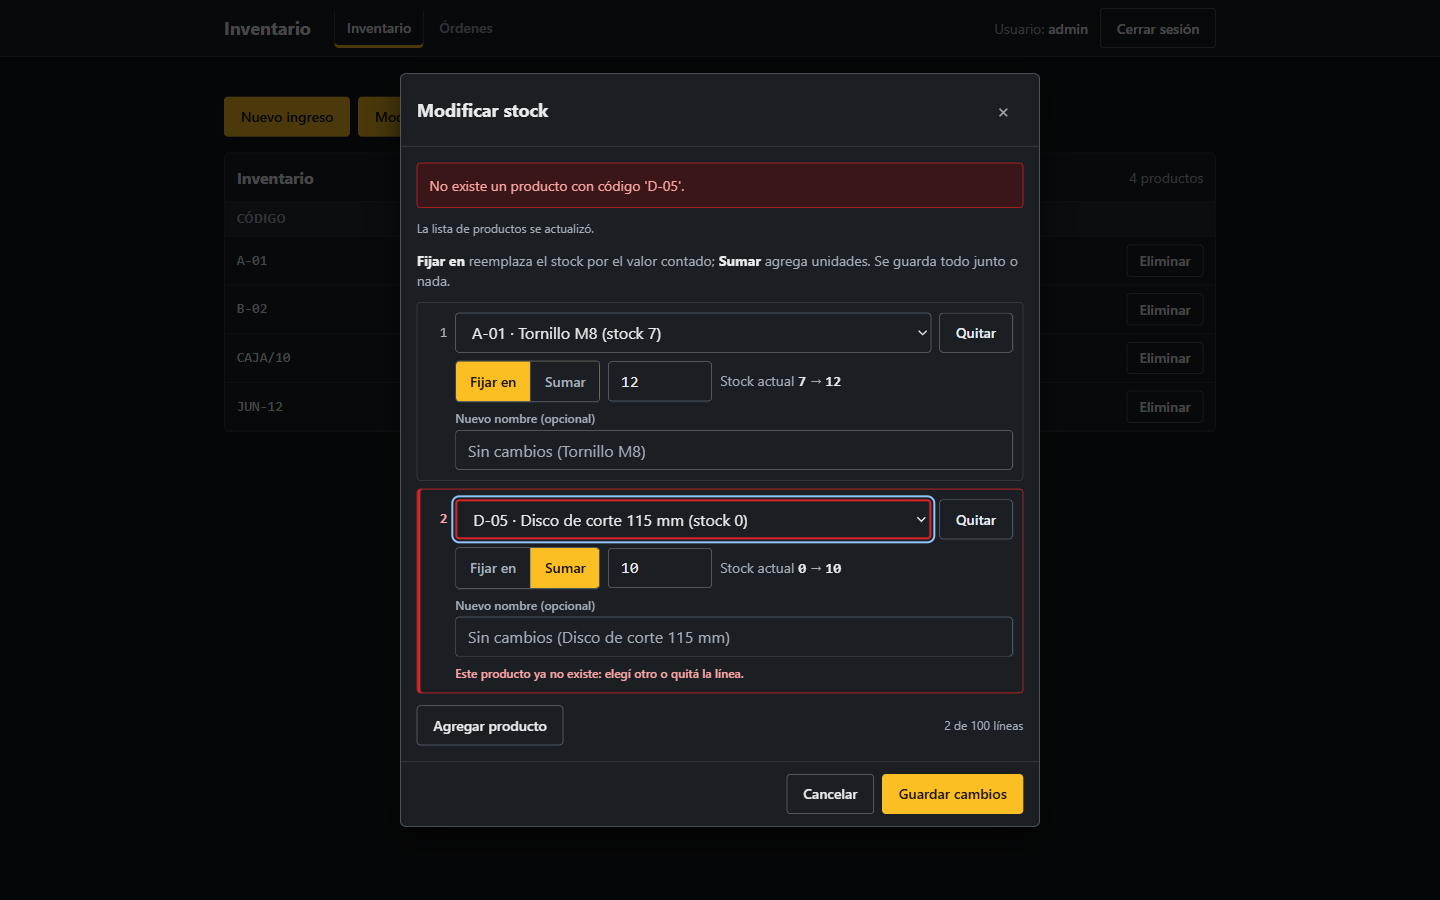 Inventario Inventario Órdenes Usuario: admin Cerrar sesión
Modificar stock ×
Nuevo ingreso
No existe un producto con código 'D-05'.
Inventario 4 productos
La lista de productos se actualizó.
CÓDIGO
Fijar en reemplaza el stock por el valor contado; Sumar agrega unidades. Se guarda todo junto o
nada.
A-01 Eliminar
B-02 Eliminar
CAJA/10 Eliminar
JUN-12 Eliminar
1 A-01 · Tornillo M8 (stock 7) Quitar
Fijar en Sumar 12 Stock actual 7 → 12
Nuevo nombre (opcional)
Sin cambios (Tornillo M8)
2 D-05 · Disco de corte 115 mm (stock 0) Quitar
Fijar en Sumar 10 Stock actual 0 → 10
Nuevo nombre (opcional)
Sin cambios (Disco de corte 115 mm)
Este producto ya no existe: elegí otro o quitá la línea.
Agregar producto 2 de 100 líneas
Cancelar Guardar cambios